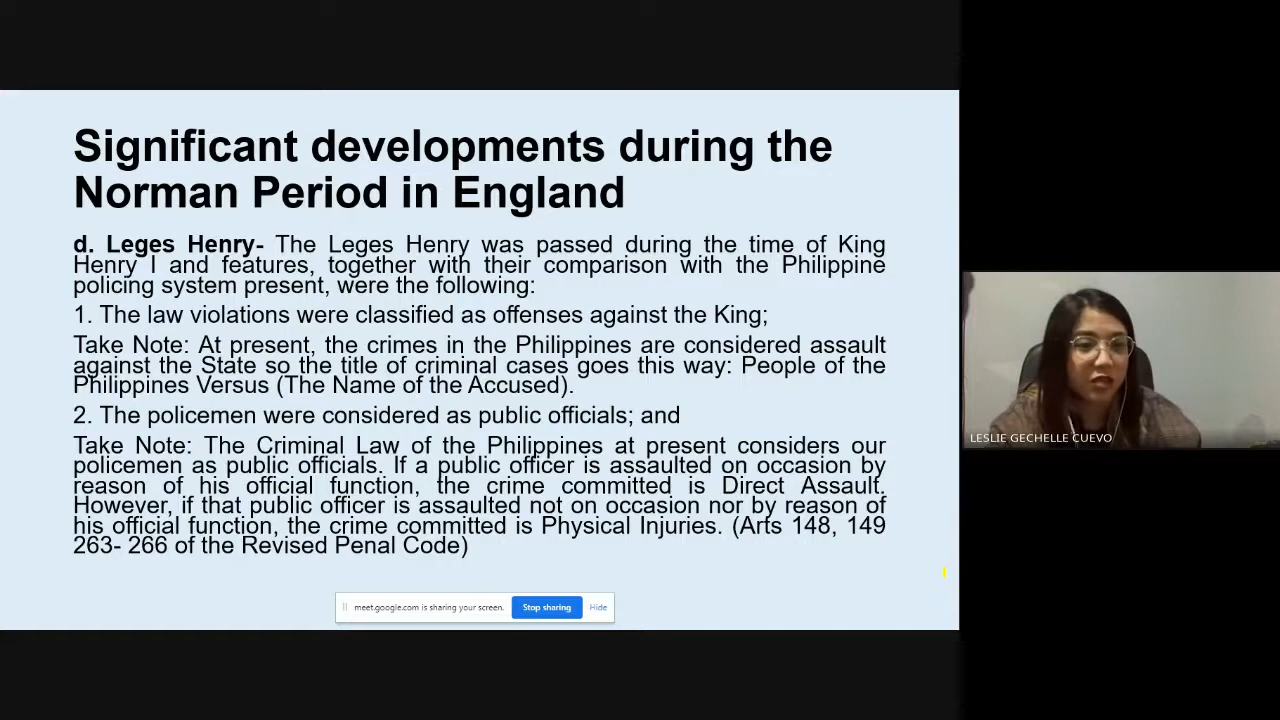 Significant developments during the
Norman Period in England
d. Leges Henry- The Leges Henry was passed during the time of King
Henry I and features, together with their comparison with the Philippine
policing system present, were the following:
1. The law violations were classified as offenses against the King;
Take Note: At present, the crimes in the Philippines are considered assault
against the State so the title of criminal cases goes this way: People of the
Philippines Versus (The Name of the Accused).
2. The policemen were considered as public officials; and
Take Note: The Criminal Law of the Philippines at present considers our
policemen as public officials. If a public officer is assaulted on occasion by
reason of his official function, the crime committed is Direct Assault.
However, if that public officer is assaulted not on occasion nor by reason of
his official function, the crime committed is Physical Injuries. (Arts 148, 149
263- 266 of the Revised Penal Code)
meet.google.com is sharing your screen. Stop sharing Hide
LESLIE GECHELLE CUEVO